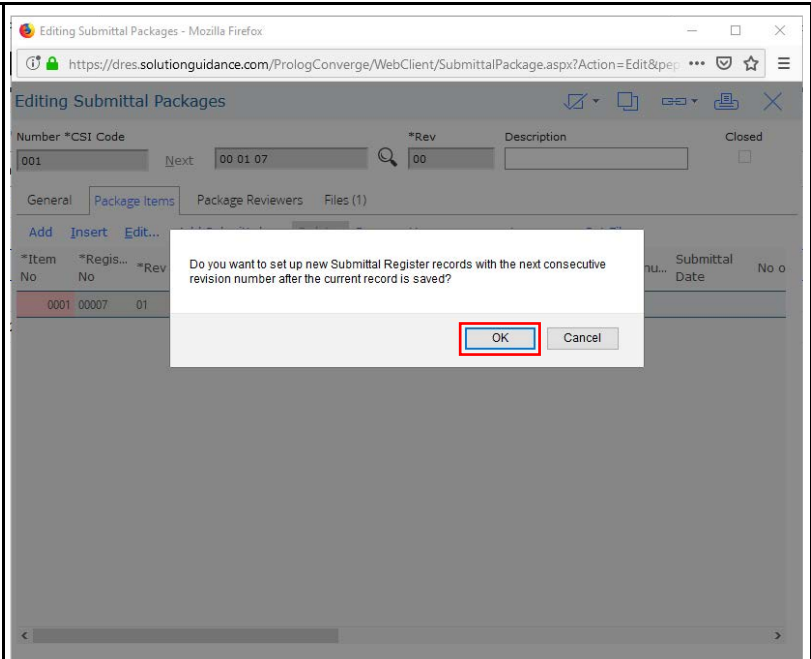 Editing Submittal Packages - Mozilla Firefox
https://dres.solutionguidance.com/PrologConverge/WebClient/SubmittalPackage.aspx?Action=Edit&pep
Editing Submittal Packages
Number *CSI Code *Rev Description Closed
001 Next 00 01 07 00
General Package Items Package Reviewers Files (1)
Add Insert Edit...
*Item No *Regis... No *Rev Submittal Date No o
0001 00007 01
Do you want to set up new Submittal Register records with the next consecutive
revision number after the current record is saved?
OK Cancel